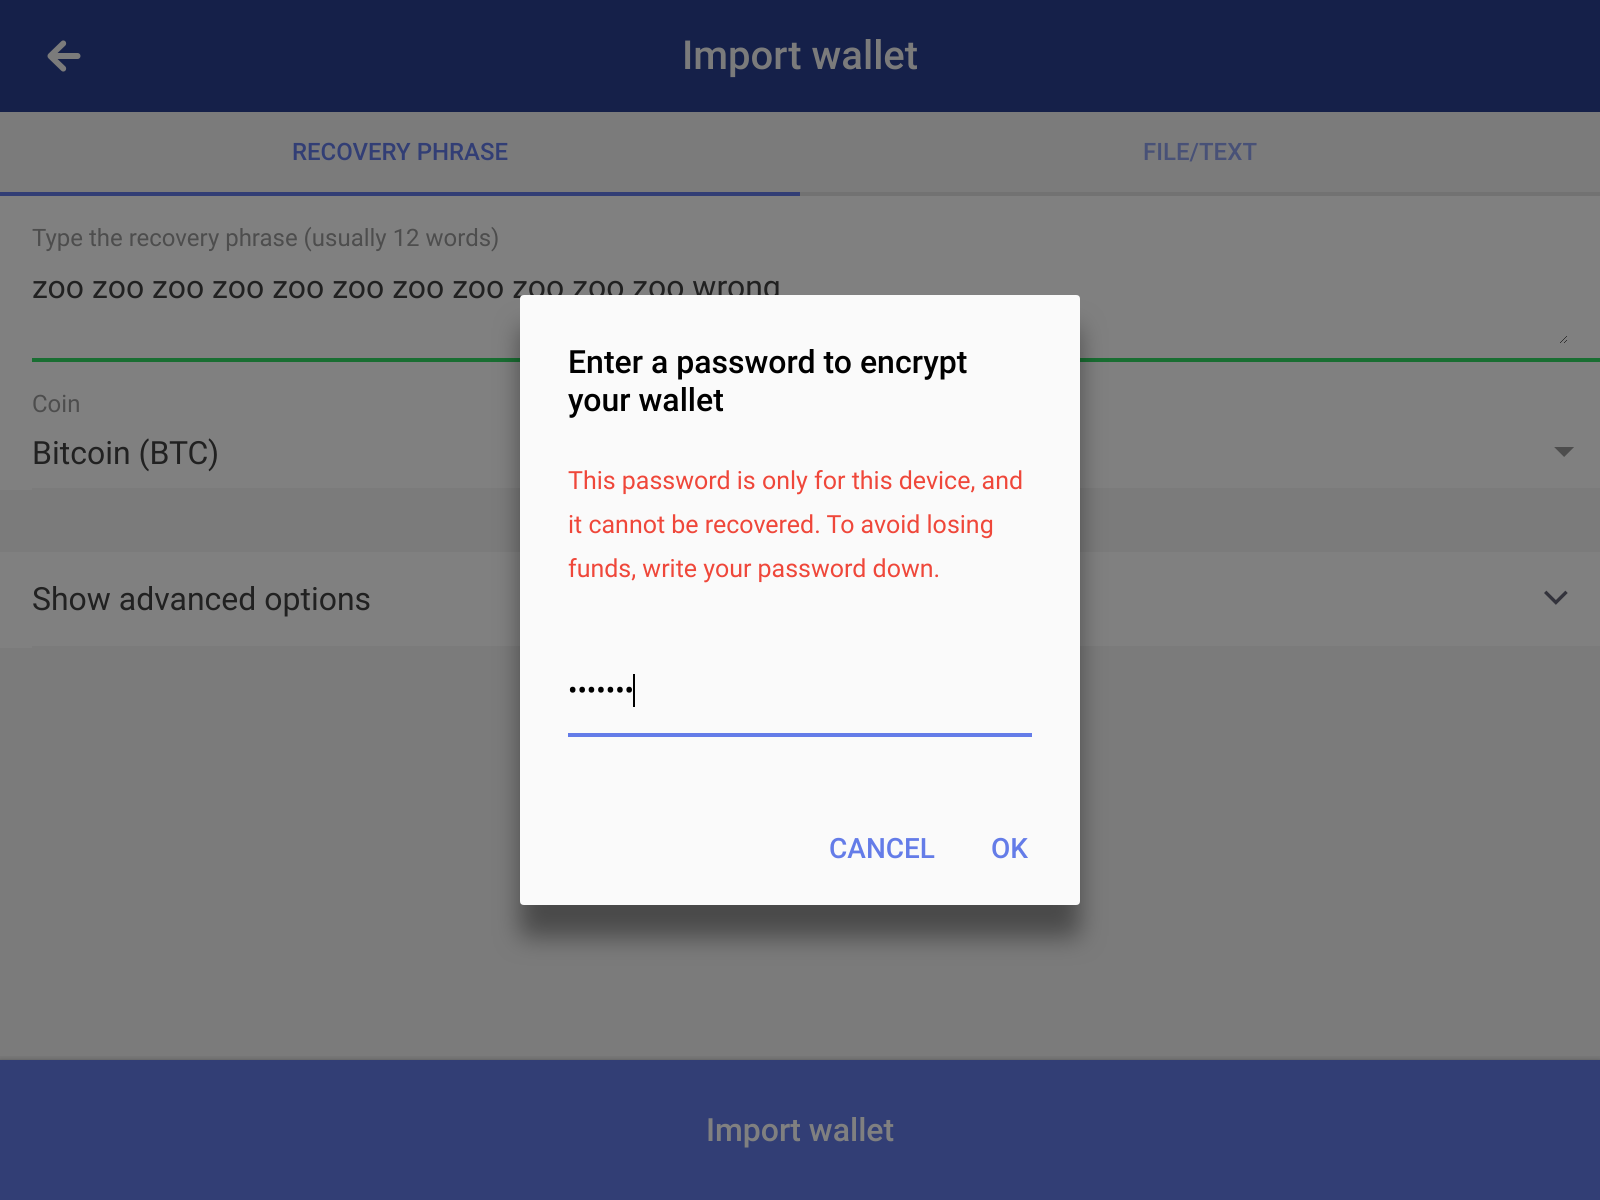 Import wallet
RECOVERY PHRASE
FILE/TEXT
Type the recovery phrase (usually 12 words)
zoo zoo zoo zoo zoo zoo zoo zoo zoo zoo zoo wrong
Coin
Bitcoin (BTC)
Show advanced options
Enter a password to encrypt
your wallet
This password is only for this device, and
it cannot be recovered. To avoid losing
funds, write your password down.
•••••••
CANCEL
OK
Import wallet